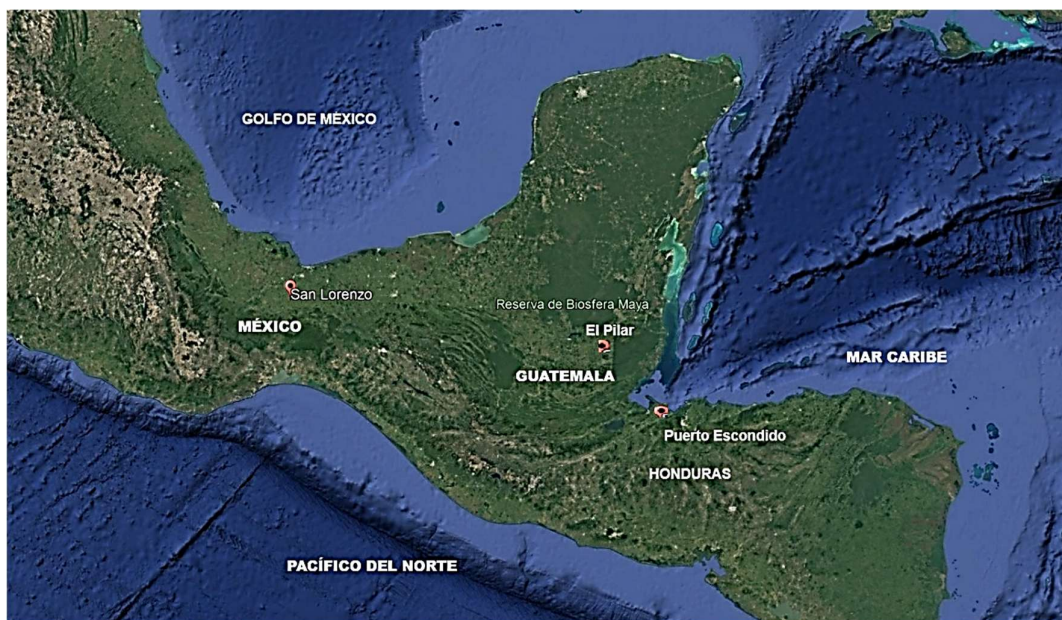 GOLFO DE MÉXICO
San Lorenzo
Reserva de Biosfera Maya
MÉXICO
El Pilar
MAR CARIBE
GUATEMALA
Puerto Escondido
HONDURAS
PACÍFICO DEL NORTE